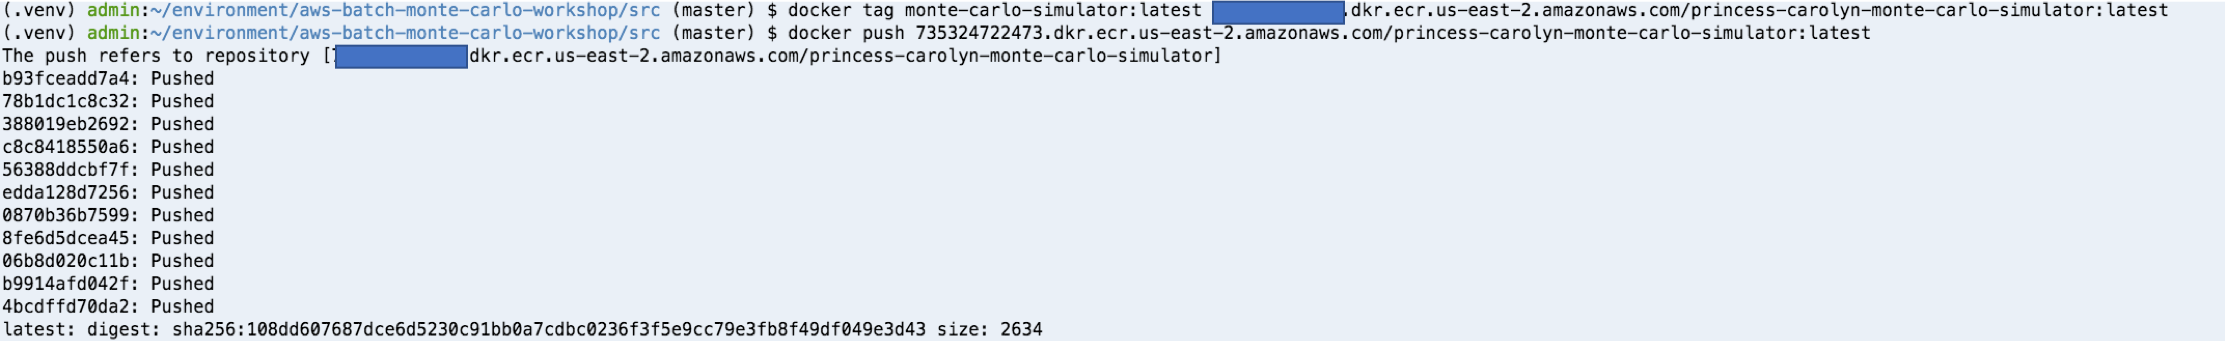 (.venv) admin:~/environment/aws-batch-monte-carlo-workshop/src (master) $ docker tag monte-carlo-simulator:latest .dkr.ecr.us-east-2.amazonaws.com/princess-carolyn-monte-carlo-simulator:latest
(.venv) admin:~/environment/aws-batch-monte-carlo-workshop/src (master) $ docker push 735324722473.dkr.ecr.us-east-2.amazonaws.com/princess-carolyn-monte-carlo-simulator:latest
The push refers to repository [ dkr.ecr.us-east-2.amazonaws.com/princess-carolyn-monte-carlo-simulator]
b93fceadd7a4: Pushed
78b1dc1c8c32: Pushed
388019eb2692: Pushed
c8c8418550a6: Pushed
56388ddcbf7f: Pushed
edda128d7256: Pushed
0870b36b7599: Pushed
8fe6d5dcea45: Pushed
06b8d020c11b: Pushed
b9914afd042f: Pushed
4bcdffd70da2: Pushed
latest: digest: sha256:108dd607687dce6d5230c91bb0a7cdbc0236f3f5e9cc79e3fb8f49df049e3d43 size: 2634